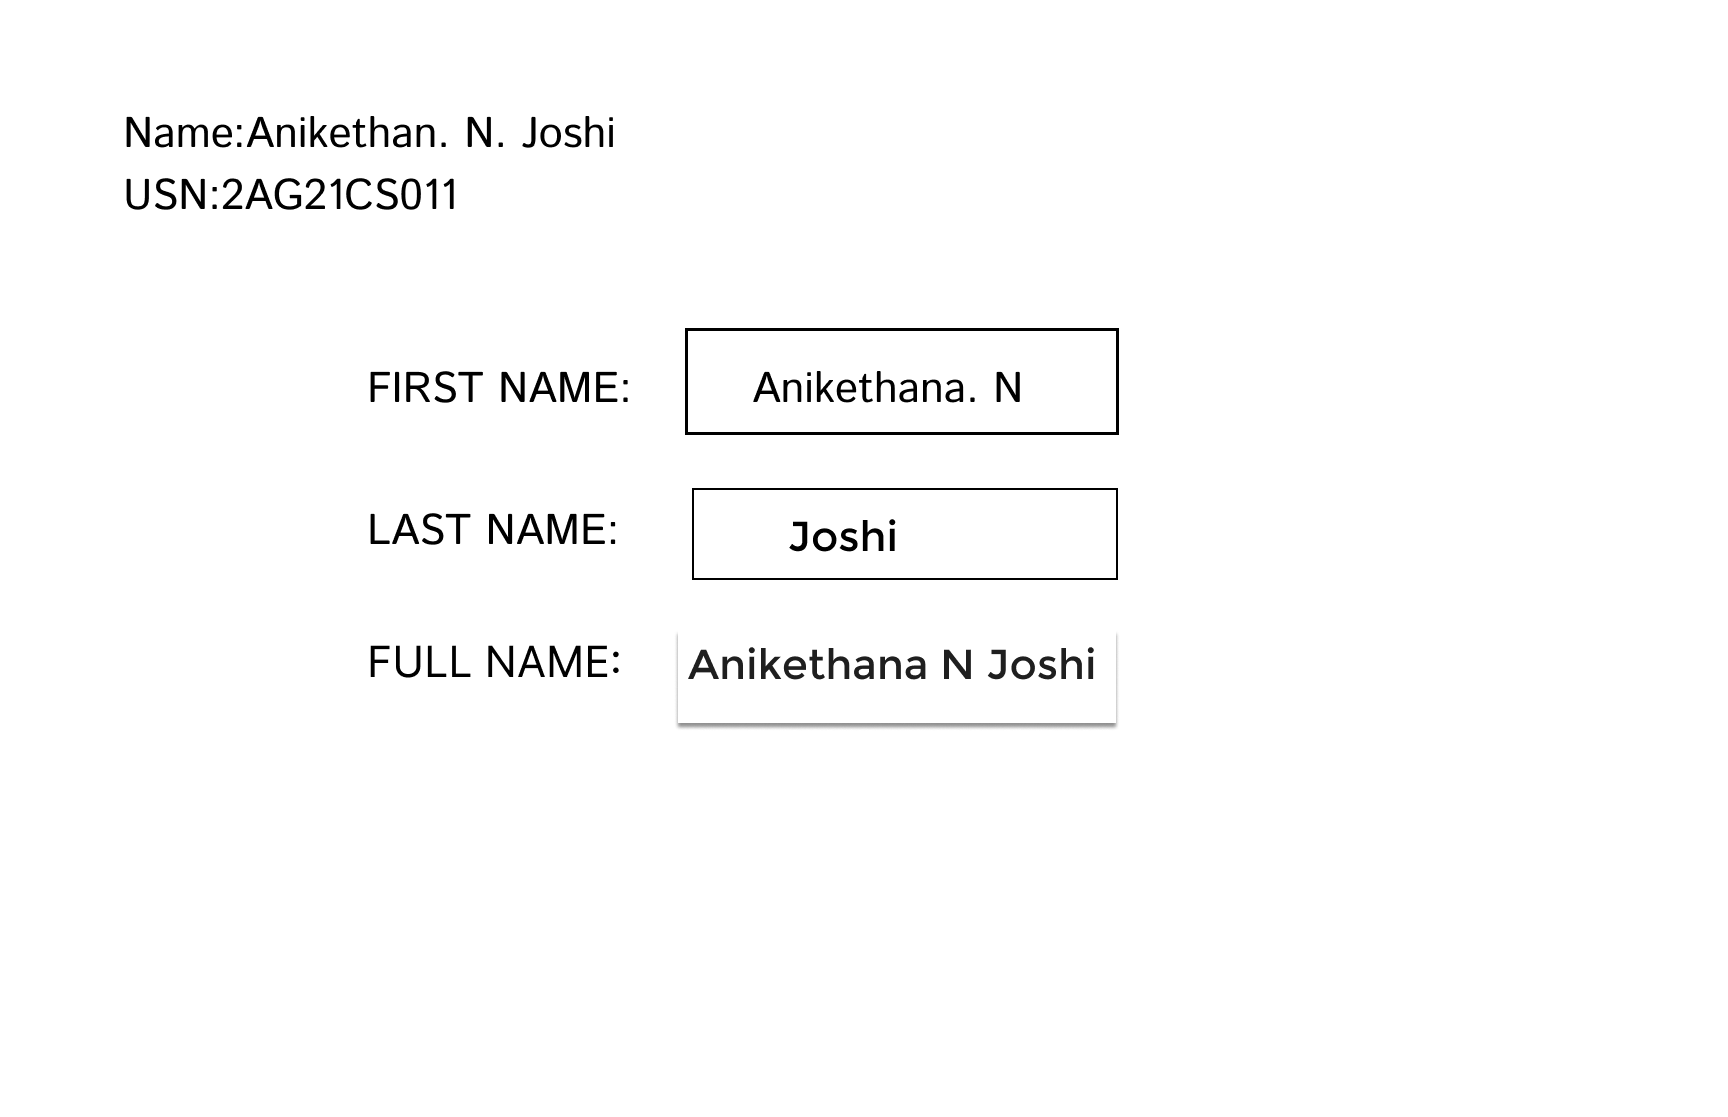 Name:Anikethan. N. Joshi
USN:2AG21CS011
FIRST NAME: Anikethana. N
LAST NAME: Joshi
FULL NAME: Anikethana N Joshi